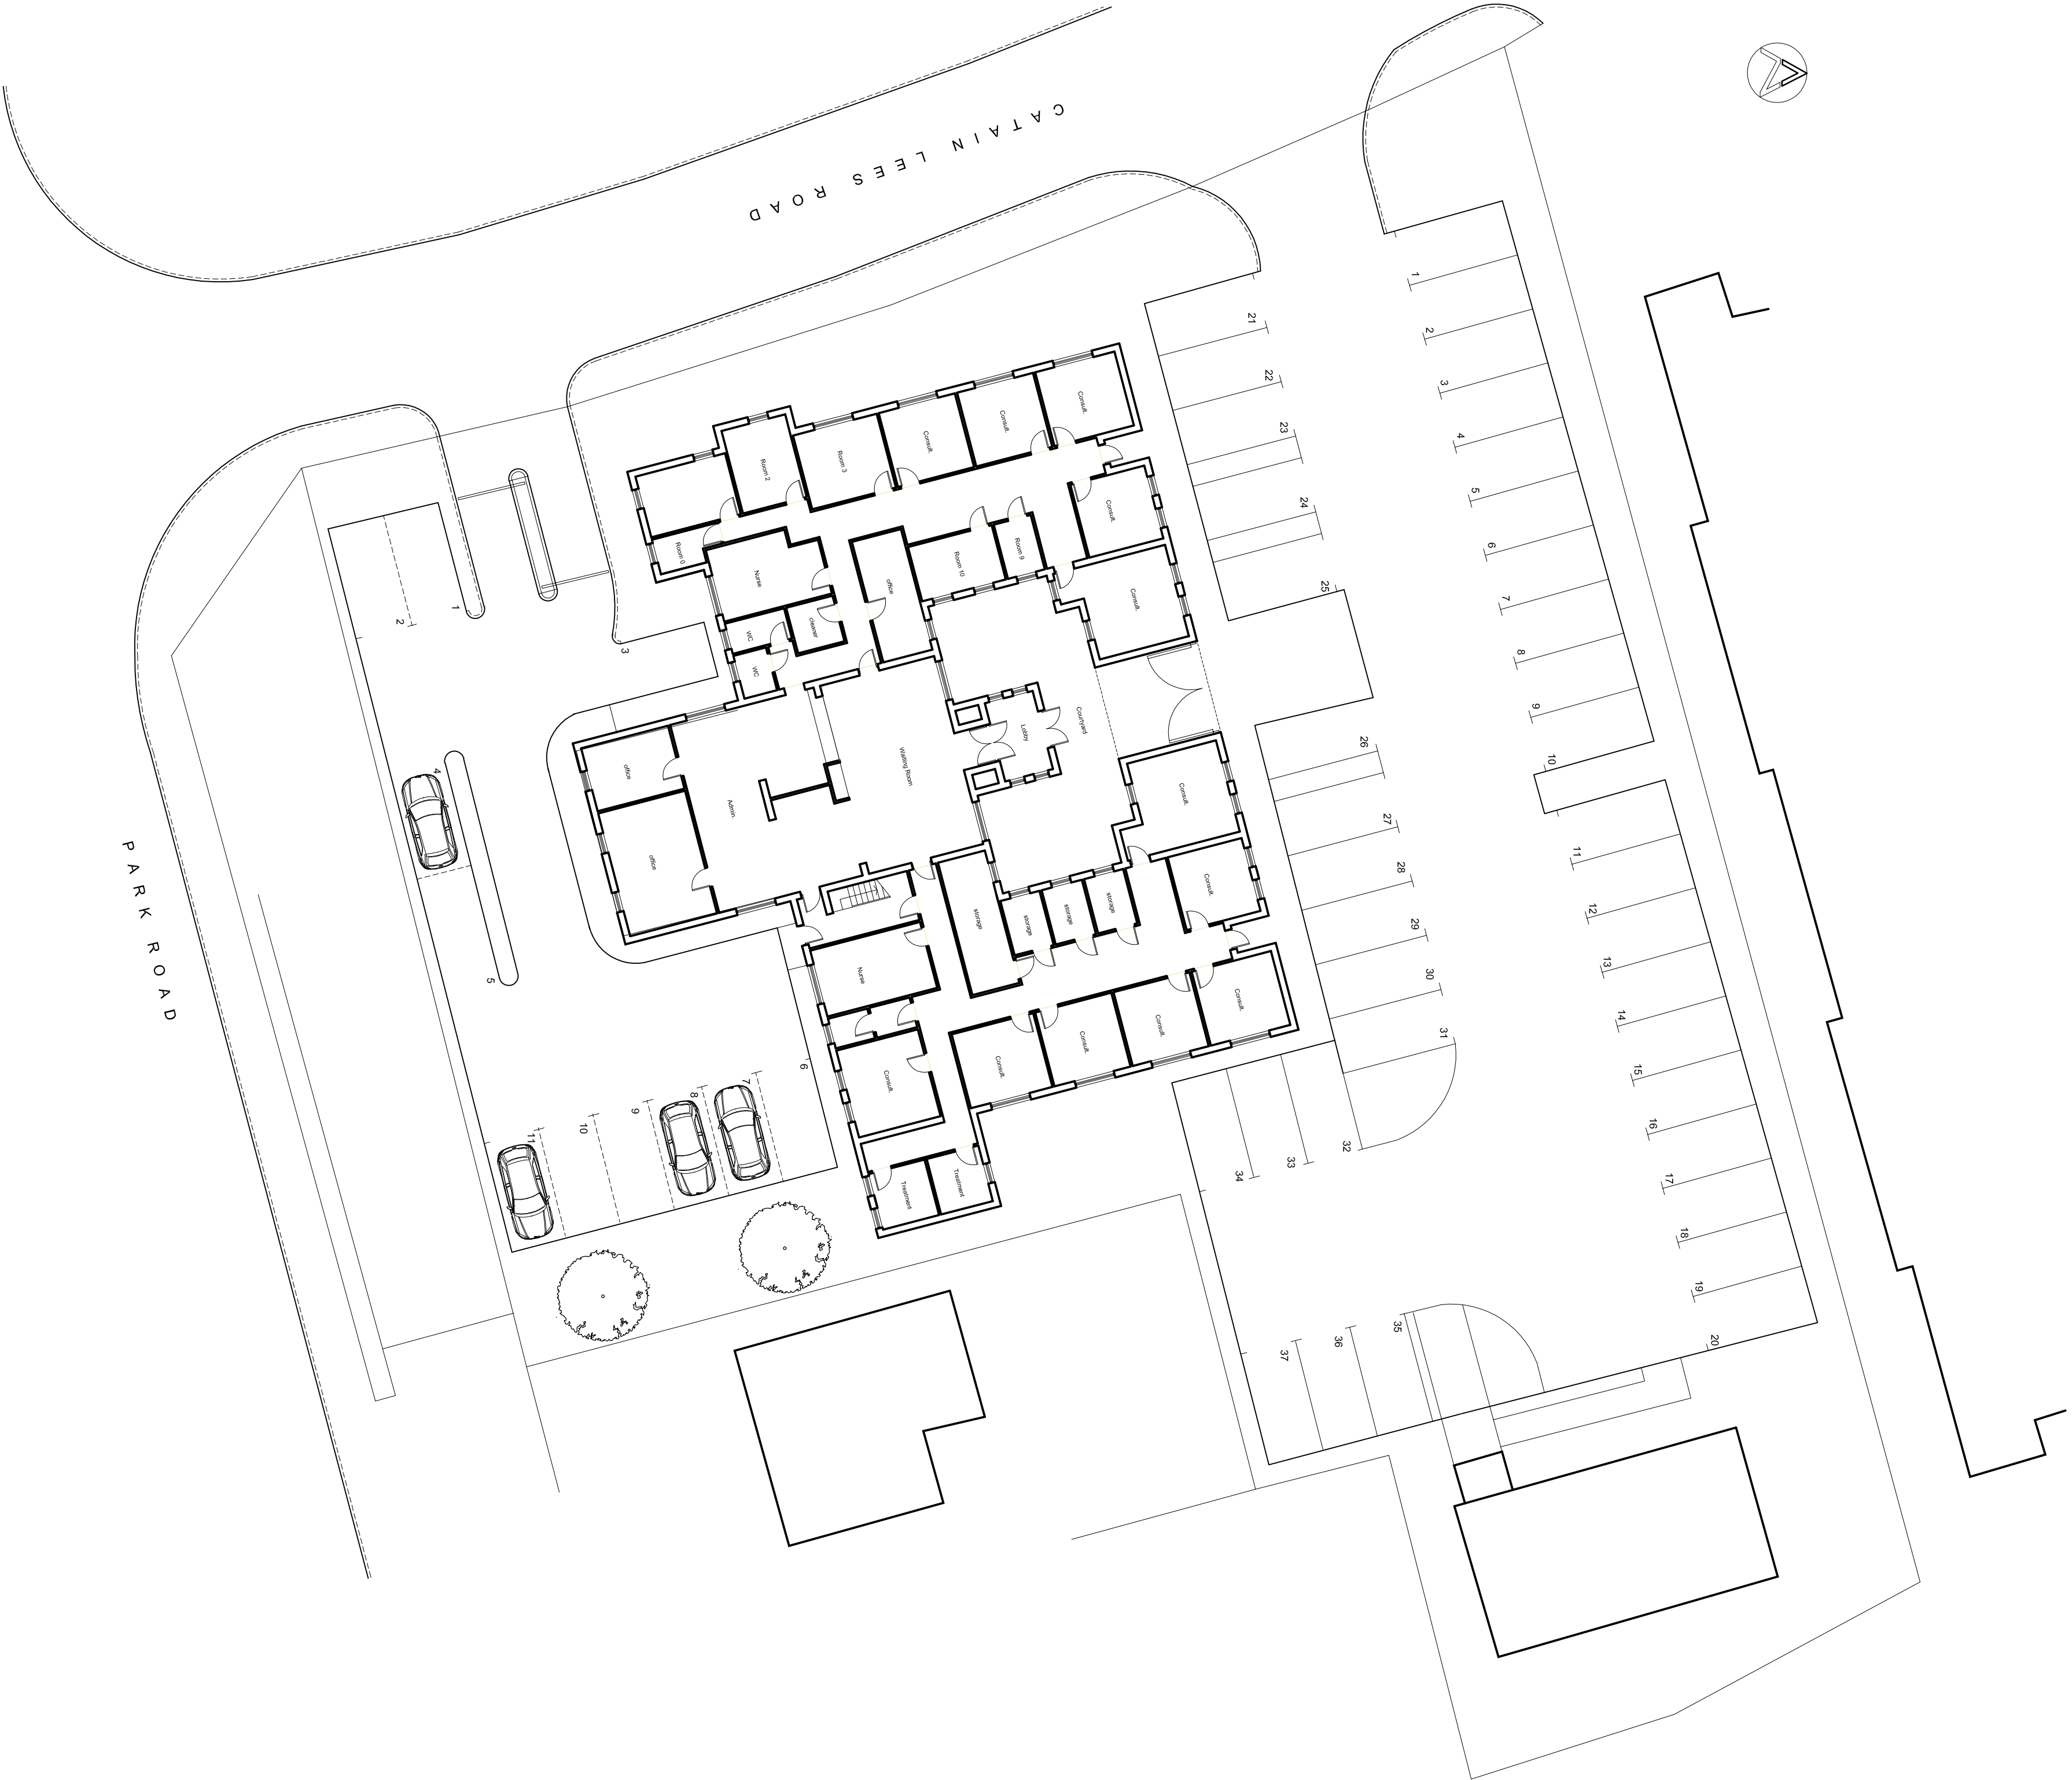 CATAIN LEES ROAD
PARK ROAD
N
1
2
3
4
5
6
7
8
9
10
11
12
13
14
15
16
17
18
19
20
21
22
23
24
25
26
27
28
29
30
31
32
33
34
35
36
37
1
2
3
4
5
6
7
8
9
10
11
Consult.
Consult.
Consult.
Room 3
Room 2
Room 0
Consult.
Consult.
Room 9
Room 10
office
Nurse
cleaner
WC
WC
Courtyard
Lobby
Waiting Room
Admin.
office
office
Consult.
Consult.
storage
storage
storage
storage
Nurse
Consult.
Consult.
Consult.
Consult.
Consult.
Treatment
Treatment